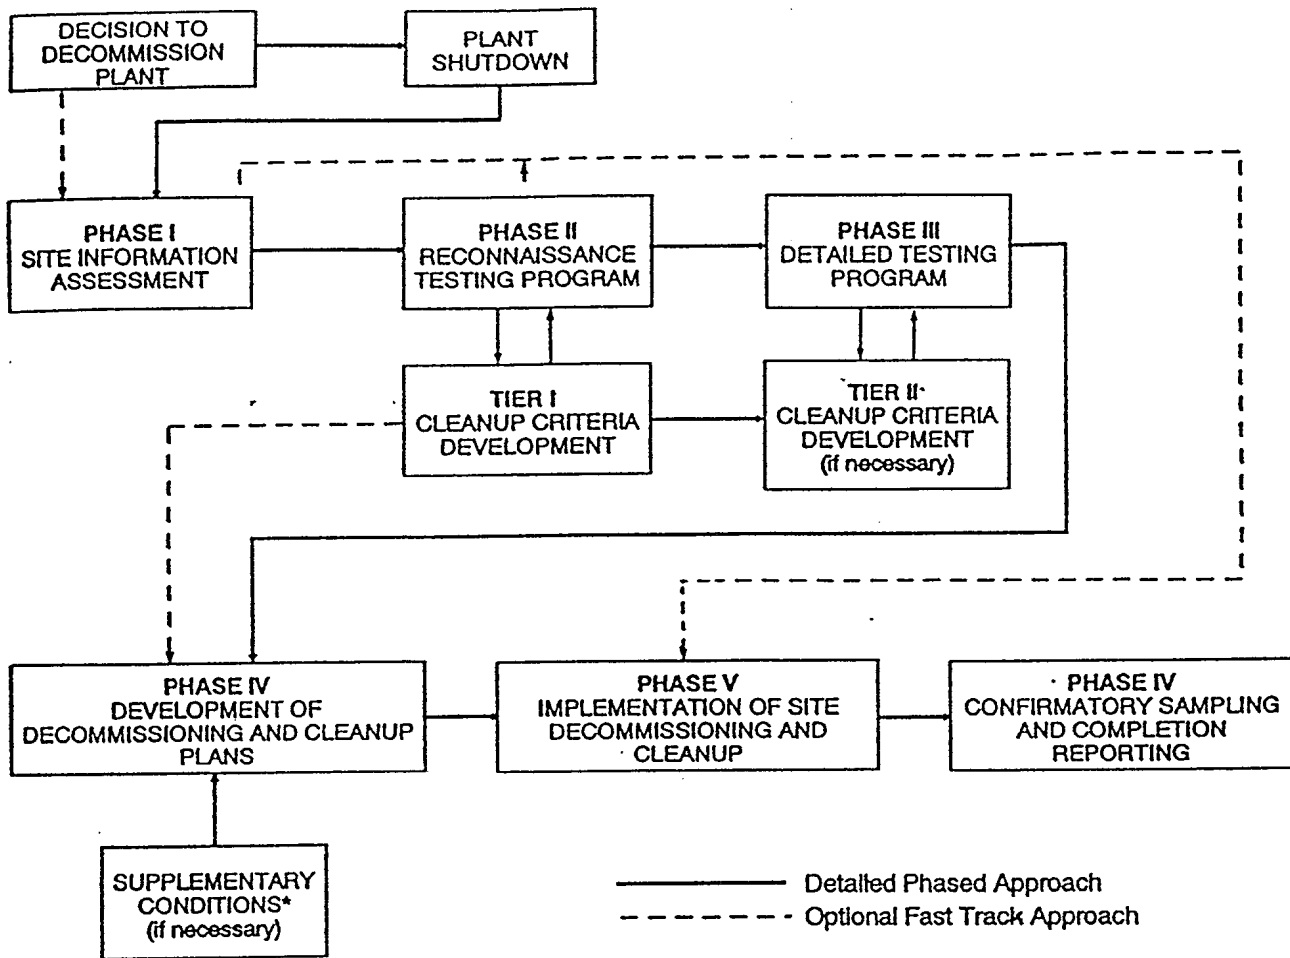 DECISION TO
DECOMMISSION
PLANT
PLANT
SHUTDOWN
PHASE I
SITE INFORMATION
ASSESSMENT
PHASE II
RECONNAISSANCE
TESTING PROGRAM
PHASE III
DETAILED TESTING
PROGRAM
TIER I
CLEANUP CRITERIA
DEVELOPMENT
TIER II
CLEANUP CRITERIA
DEVELOPMENT
(if necessary)
PHASE IV
DEVELOPMENT OF
DECOMMISSIONING AND CLEANUP
PLANS
PHASE V
IMPLEMENTATION OF SITE
DECOMMISSIONING AND
CLEANUP
PHASE IV
CONFIRMATORY SAMPLING
AND COMPLETION
REPORTING
SUPPLEMENTARY
CONDITIONS*
(if necessary)
Detailed Phased Approach
Optional Fast Track Approach